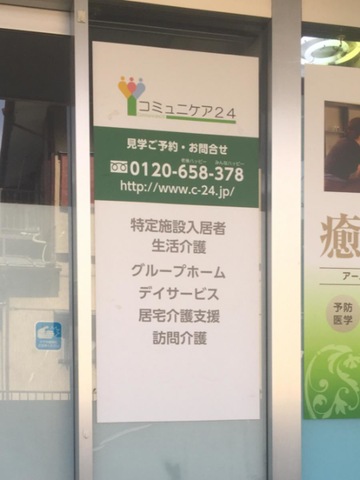 コミュニケア24
見学ご予約・お問合せ
0120-658-378
http://www.c-24.jp/
特定施設入居者
生活介護
グループホーム
デイサービス
居宅介護支援
訪問介護
癒
アー
予防
医学